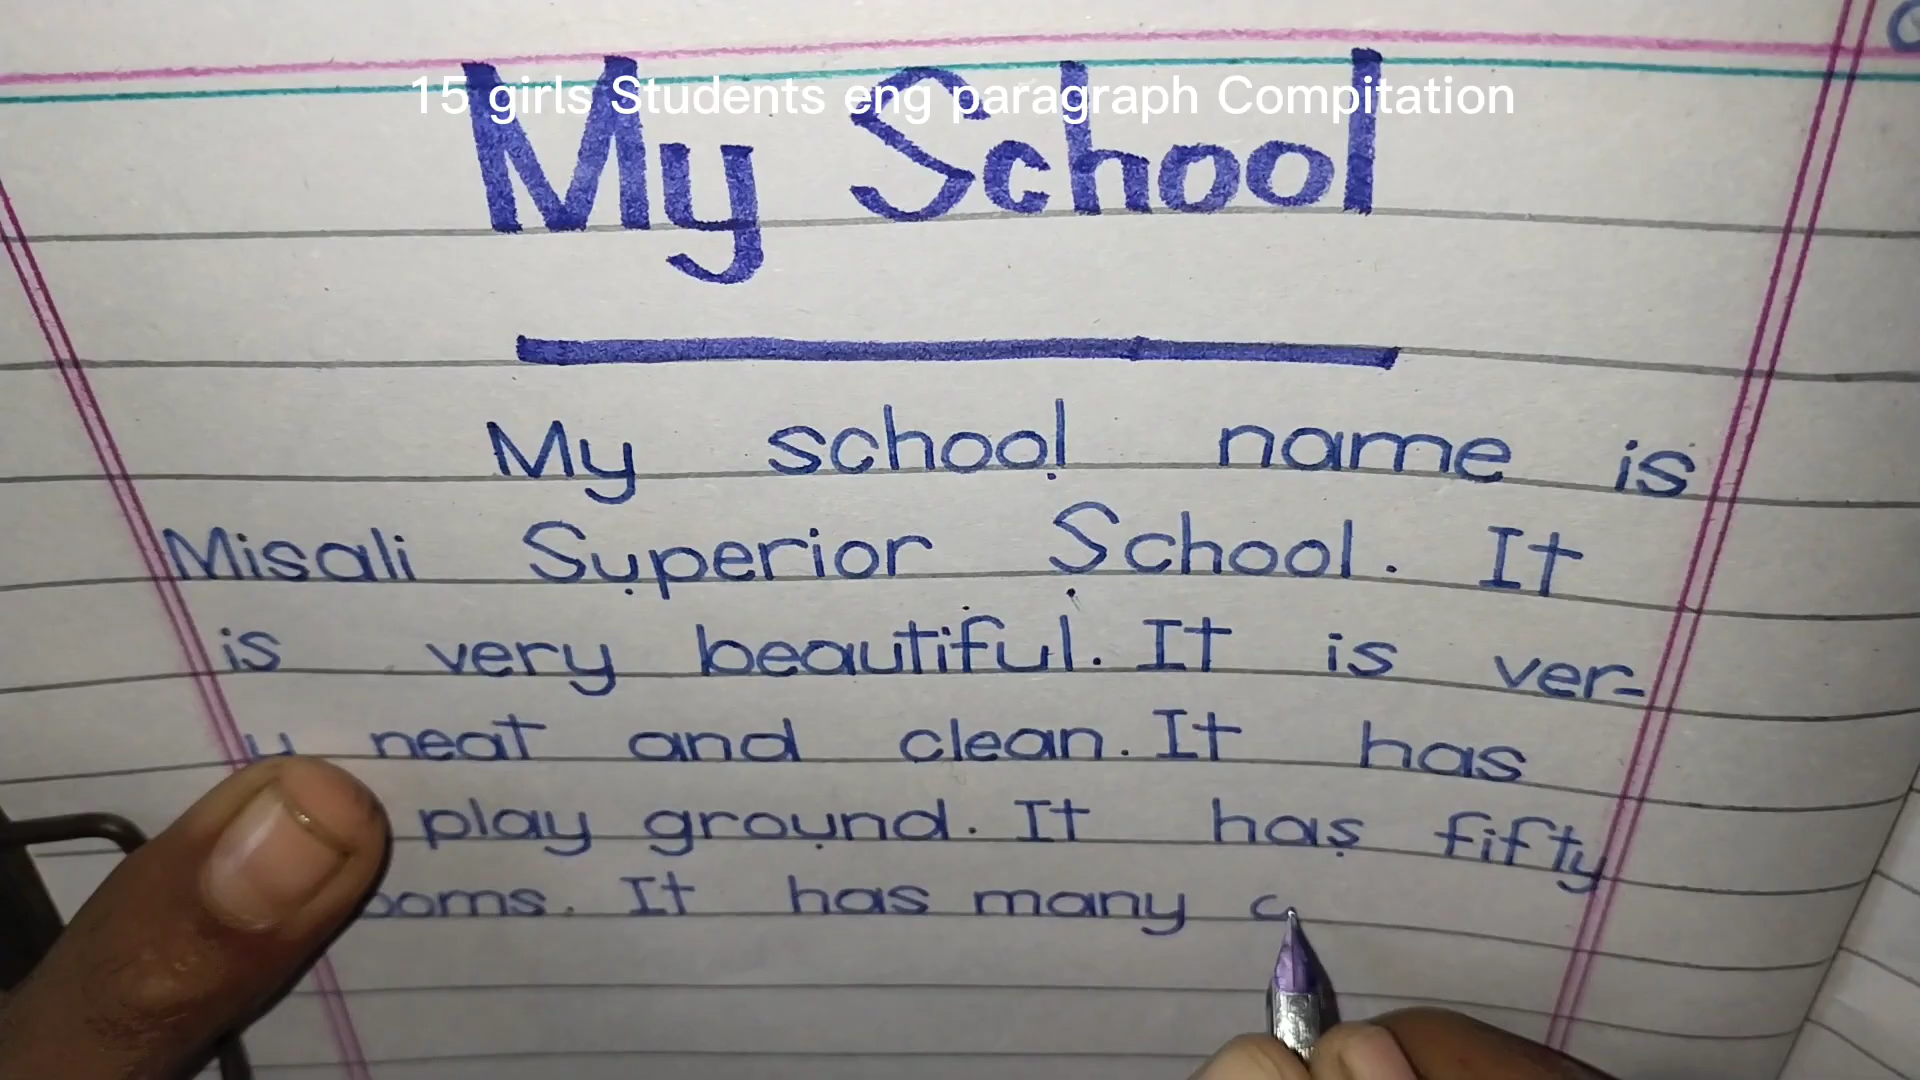 15 girls Students eng paragraph Compitation
My School
My school name is
Misali Superior School. It
is very beautiful. It is ver-
y neat and clean. It has
play ground. It has fifty
ooms. It has many